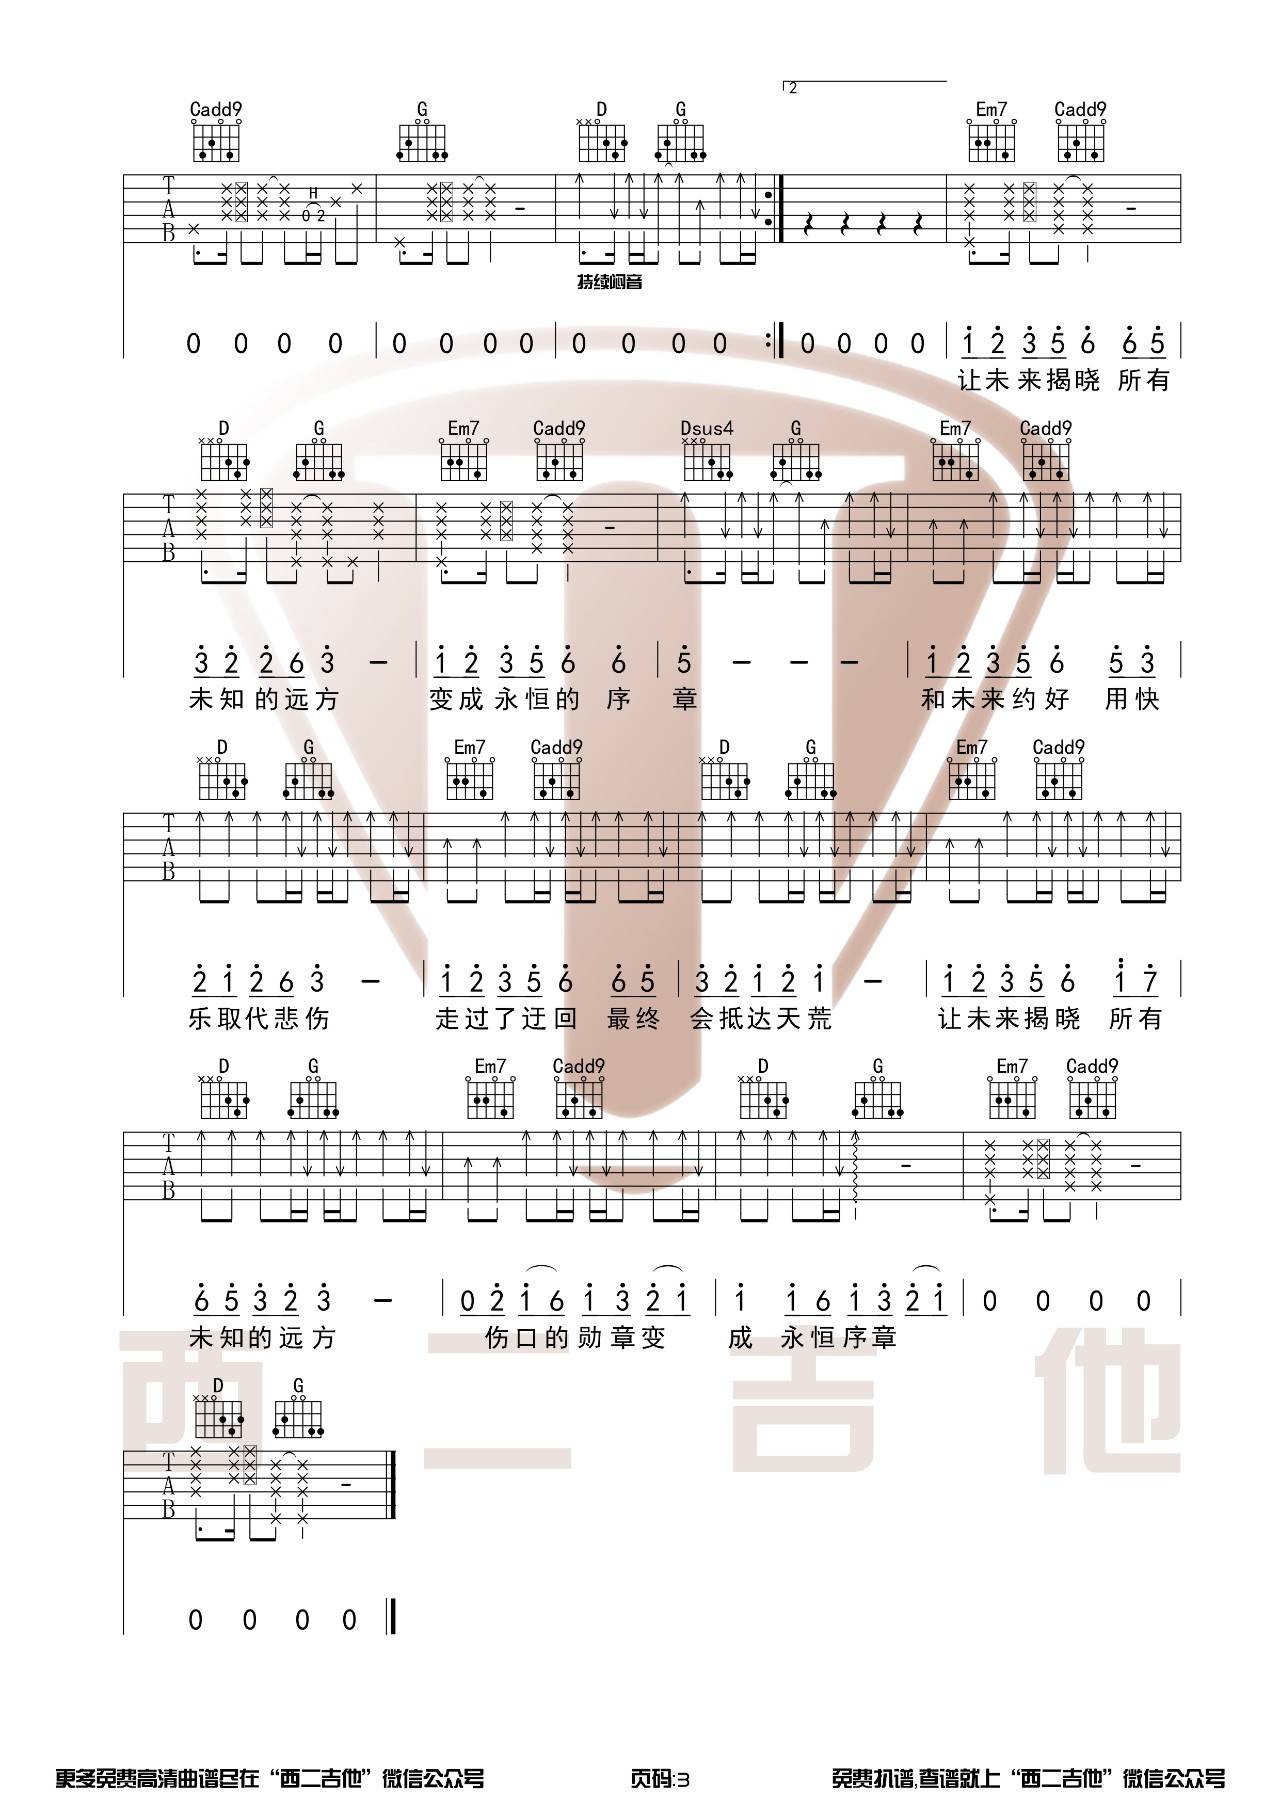 2
Cadd9 G D G Em7 Cadd9
T A B H 0 2
持续闷音
0 0 0 0 0 0 0 0 0 0 0 0 0 0 0 0 1 2 3 5 6 6 5
让未来揭晓 所有
D G Em7 Cadd9 Dsus4 G Em7 Cadd9
T A B
3 2 2 6 3 – 1 2 3 5 6 6 5 – – – 1 2 3 5 6 5 3
未知的远方 变成永恒的序 章 和未来约好 用快
D G Em7 Cadd9 D G Em7 Cadd9
T A B
2 1 2 6 3 – 1 2 3 5 6 6 5 3 2 1 2 1 – 1 2 3 5 6 1 7
乐取代悲伤 走过了迂回 最终 会抵达天荒 让未来揭晓 所有
D G Em7 Cadd9 D G Em7 Cadd9
T A B
6 5 3 2 3 – 0 2 1 6 1 3 2 1 1 1 6 1 3 2 1 0 0 0 0
未知的远方 伤口的勋章变 成 永恒序章
西二吉他
D G
T A B
0 0 0 0
更多免费高清曲谱尽在“西二吉他”微信公众号 页码:3 免费扒谱,查谱就上“西二吉他”微信公众号